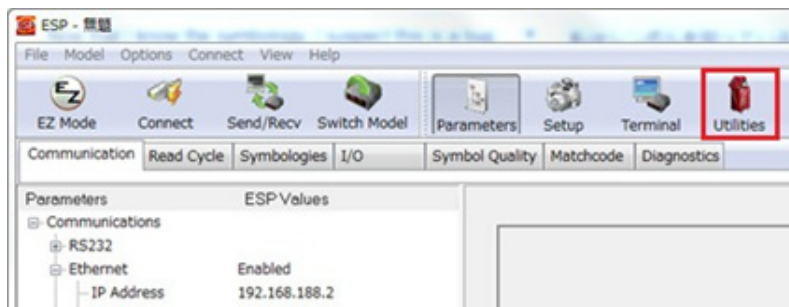 ESP - 無題
File Model Options Connect View Help
EZ Mode Connect Send/Recv Switch Model Parameters Setup Terminal Utilities
Communication Read Cycle Symbologies I/O Symbol Quality Matchcode Diagnostics
Parameters ESP Values
Communications
RS232
Ethernet Enabled
IP Address 192.168.188.2